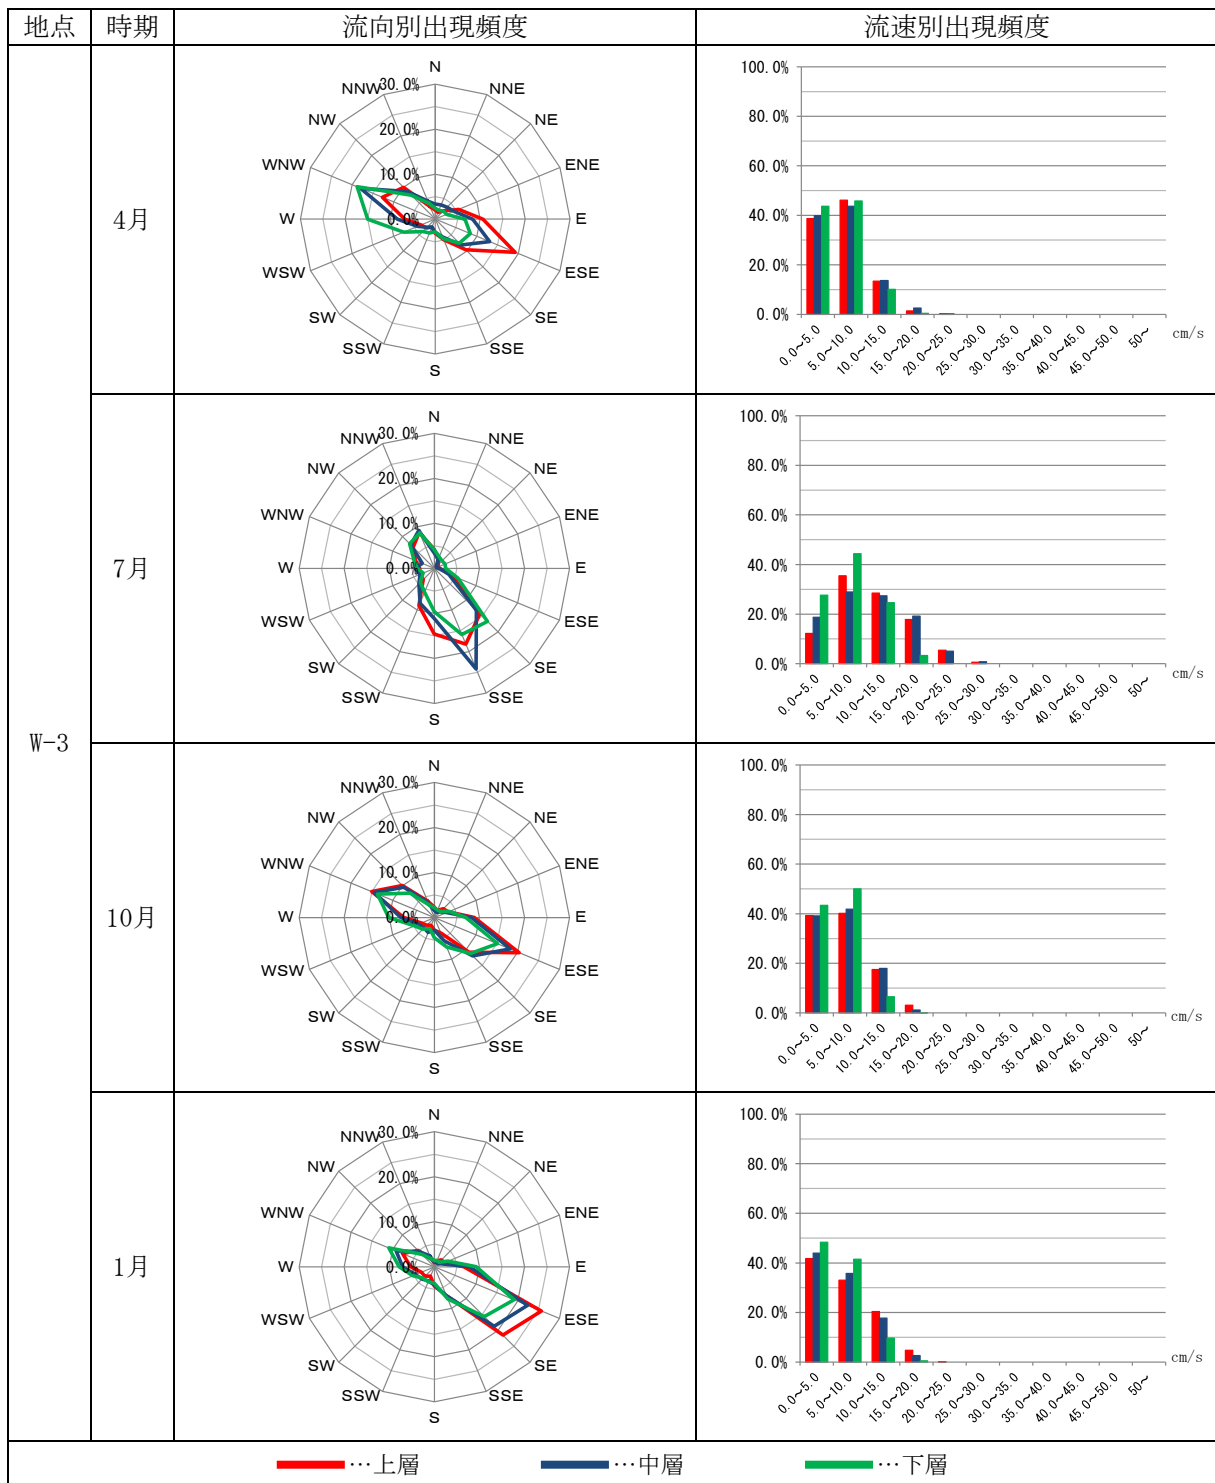 地点 時期 流向別出現頻度 流速別出現頻度
W-3
4月
N
NNE
NE
ENE
E
ESE
SE
SSE
S
SSW
SW
WSW
W
WNW
NW
NNW
30.0%
20.0%
10.0%
0.0%
100.0%
80.0%
60.0%
40.0%
20.0%
0.0%
0.0~5.0
5.0~10.0
10.0~15.0
15.0~20.0
20.0~25.0
25.0~30.0
30.0~35.0
35.0~40.0
40.0~45.0
45.0~50.0
50~
cm/s
7月
N
NNE
NE
ENE
E
ESE
SE
SSE
S
SSW
SW
WSW
W
WNW
NW
NNW
30.0%
20.0%
10.0%
0.0%
100.0%
80.0%
60.0%
40.0%
20.0%
0.0%
0.0~5.0
5.0~10.0
10.0~15.0
15.0~20.0
20.0~25.0
25.0~30.0
30.0~35.0
35.0~40.0
40.0~45.0
45.0~50.0
50~
cm/s
10月
N
NNE
NE
ENE
E
ESE
SE
SSE
S
SSW
SW
WSW
W
WNW
NW
NNW
30.0%
20.0%
10.0%
0.0%
100.0%
80.0%
60.0%
40.0%
20.0%
0.0%
0.0~5.0
5.0~10.0
10.0~15.0
15.0~20.0
20.0~25.0
25.0~30.0
30.0~35.0
35.0~40.0
40.0~45.0
45.0~50.0
50~
cm/s
1月
N
NNE
NE
ENE
E
ESE
SE
SSE
S
SSW
SW
WSW
W
WNW
NW
NNW
30.0%
20.0%
10.0%
0.0%
100.0%
80.0%
60.0%
40.0%
20.0%
0.0%
0.0~5.0
5.0~10.0
10.0~15.0
15.0~20.0
20.0~25.0
25.0~30.0
30.0~35.0
35.0~40.0
40.0~45.0
45.0~50.0
50~
cm/s
…上層 …中層 …下層